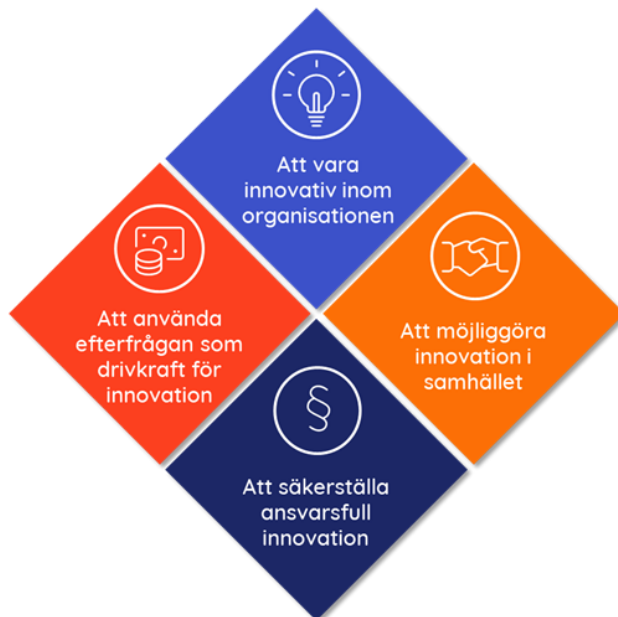 Att vara
innovativ inom
organisationen
Att använda
efterfrågan som
drivkraft för
innovation
Att möjliggöra
innovation i
samhället
§
Att säkerställa
ansvarsfull
innovation